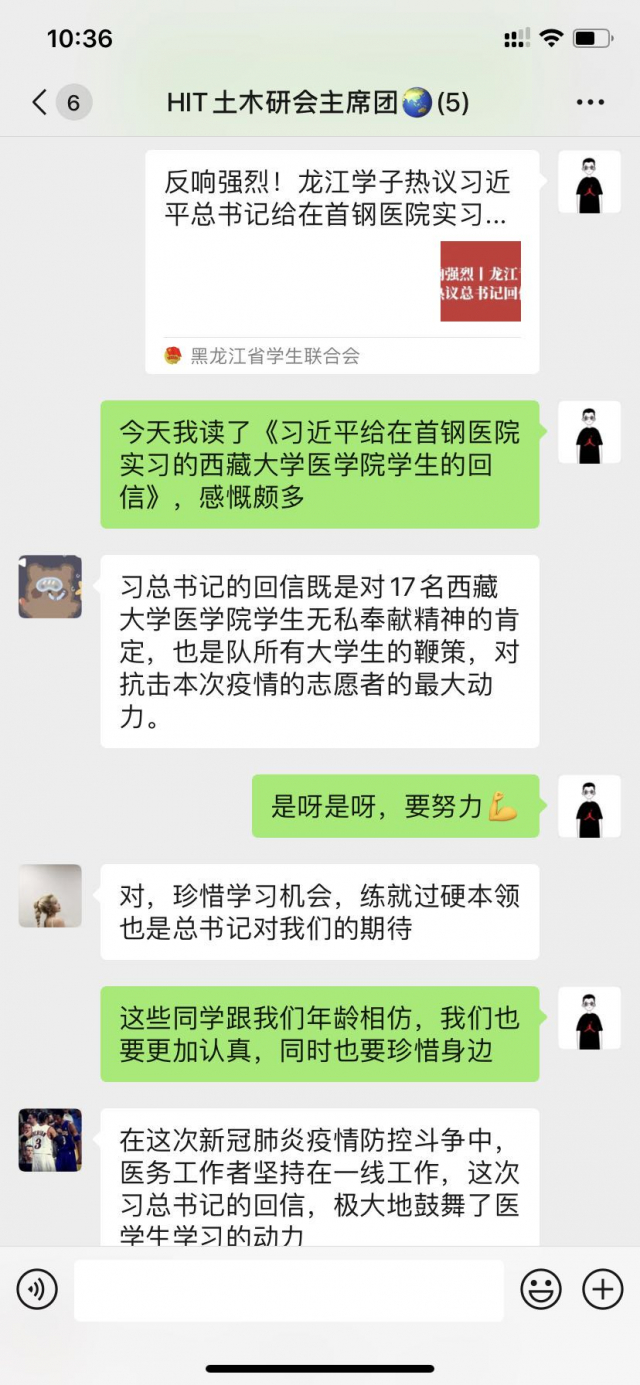 10:36
6
HIT土木研会主席团🌏(5)
反响强烈！龙江学子热议习近
平总书记给在首钢医院实习...
响强烈丨龙江
热议总书记回
黑龙江省学生联合会
今天我读了《习近平给在首钢医院
实习的西藏大学医学院学生的回
信》，感慨颇多
习总书记的回信既是对17名西藏
大学医学院学生无私奉献精神的肯
定，也是队所有大学生的鞭策，对
抗击本次疫情的志愿者的最大动
力。
是呀是呀，要努力💪
对，珍惜学习机会，练就过硬本领
也是总书记对我们的期待
这些同学跟我们年龄相仿，我们也
要更加认真，同时也要珍惜身边
3
在这次新冠肺炎疫情防控斗争中，
医务工作者坚持在一线工作，这次
习总书记的回信，极大地鼓舞了医
学生学习的动力